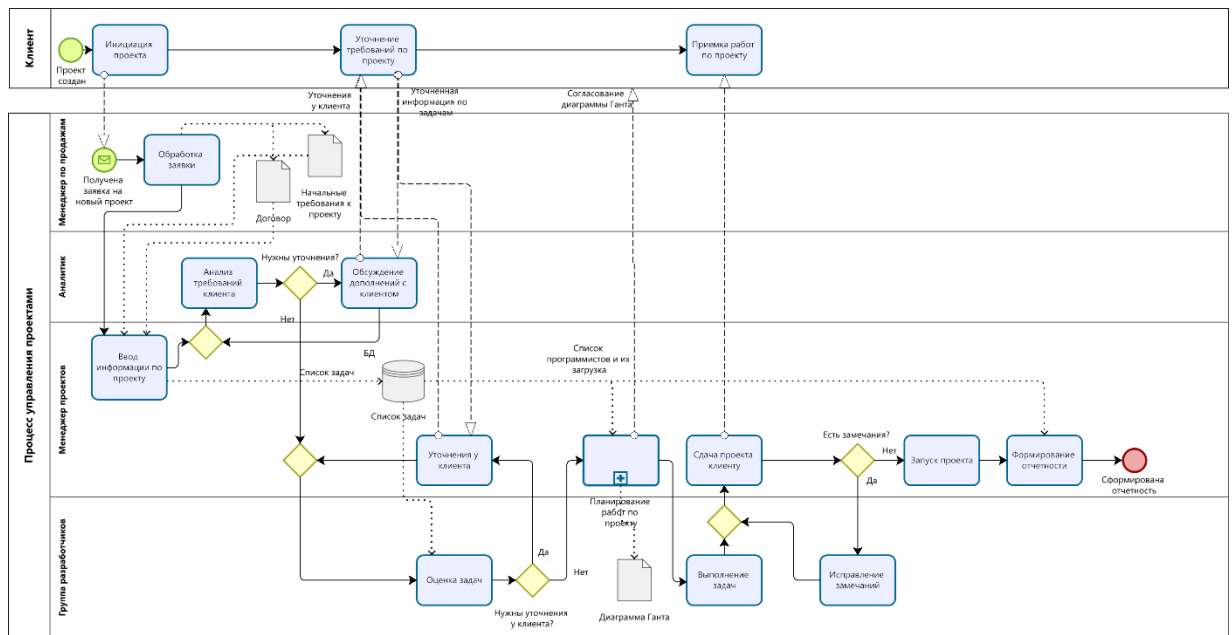 Клиент
Проект
создан
Инициация
проекта
Уточнение
требований по
проекту
Приемка работ
по проекту
Уточнения
у клиента
Уточненная
информация по
задачам
Согласование
диаграммы Ганта
Процесс управления проектами
Менеджер по продажам
Получена
заявка на
новый проект
Обработка
заявки
Договор
Начальные
требования к
проекту
Аналитик
Анализ
требований
клиента
Нужны уточнения?
Да
Нет
Обсуждение
дополнений с
клиентом
Менеджер проектов
Ввод
информации по
проекту
Список задач
БД
Список задач
Список
программистов и их
загрузка
Уточнения у
клиента
Планирование
работ по
проекту
Сдача проекта
клиенту
Есть замечания?
Нет
Да
Запуск проекта
Формирование
отчетности
Сформирована
отчетность
Группа разработчиков
Оценка задач
Да
Нет
Нужны уточнения
у клиента?
Диаграмма Ганта
Выполнение
задач
Исправление
замечаний